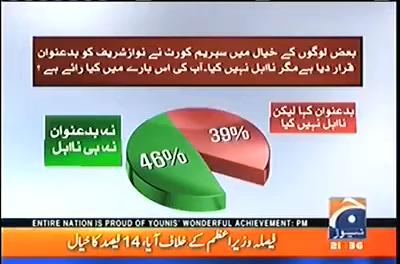 بعض لوگوں کے خیال میں سپریم کورٹ نے نواز شریف کو بدعنوان
قرار دیا ہے مگر نااہل نہیں کیا۔ آپ کی اس بارے میں کیا رائے ہے ؟
بدعنوان کہا لیکن
نااہل نہیں کیا
39%
نہ بدعنوان
نہ ہی نااہل
46%
ENTIRE NATION IS PROUD OF YOUNIS' WONDERFUL ACHIEVEMENT: PM
فیصلہ وزیراعظم کے خلاف آیا، 14 فیصد کا خیال
نیوز
21:36